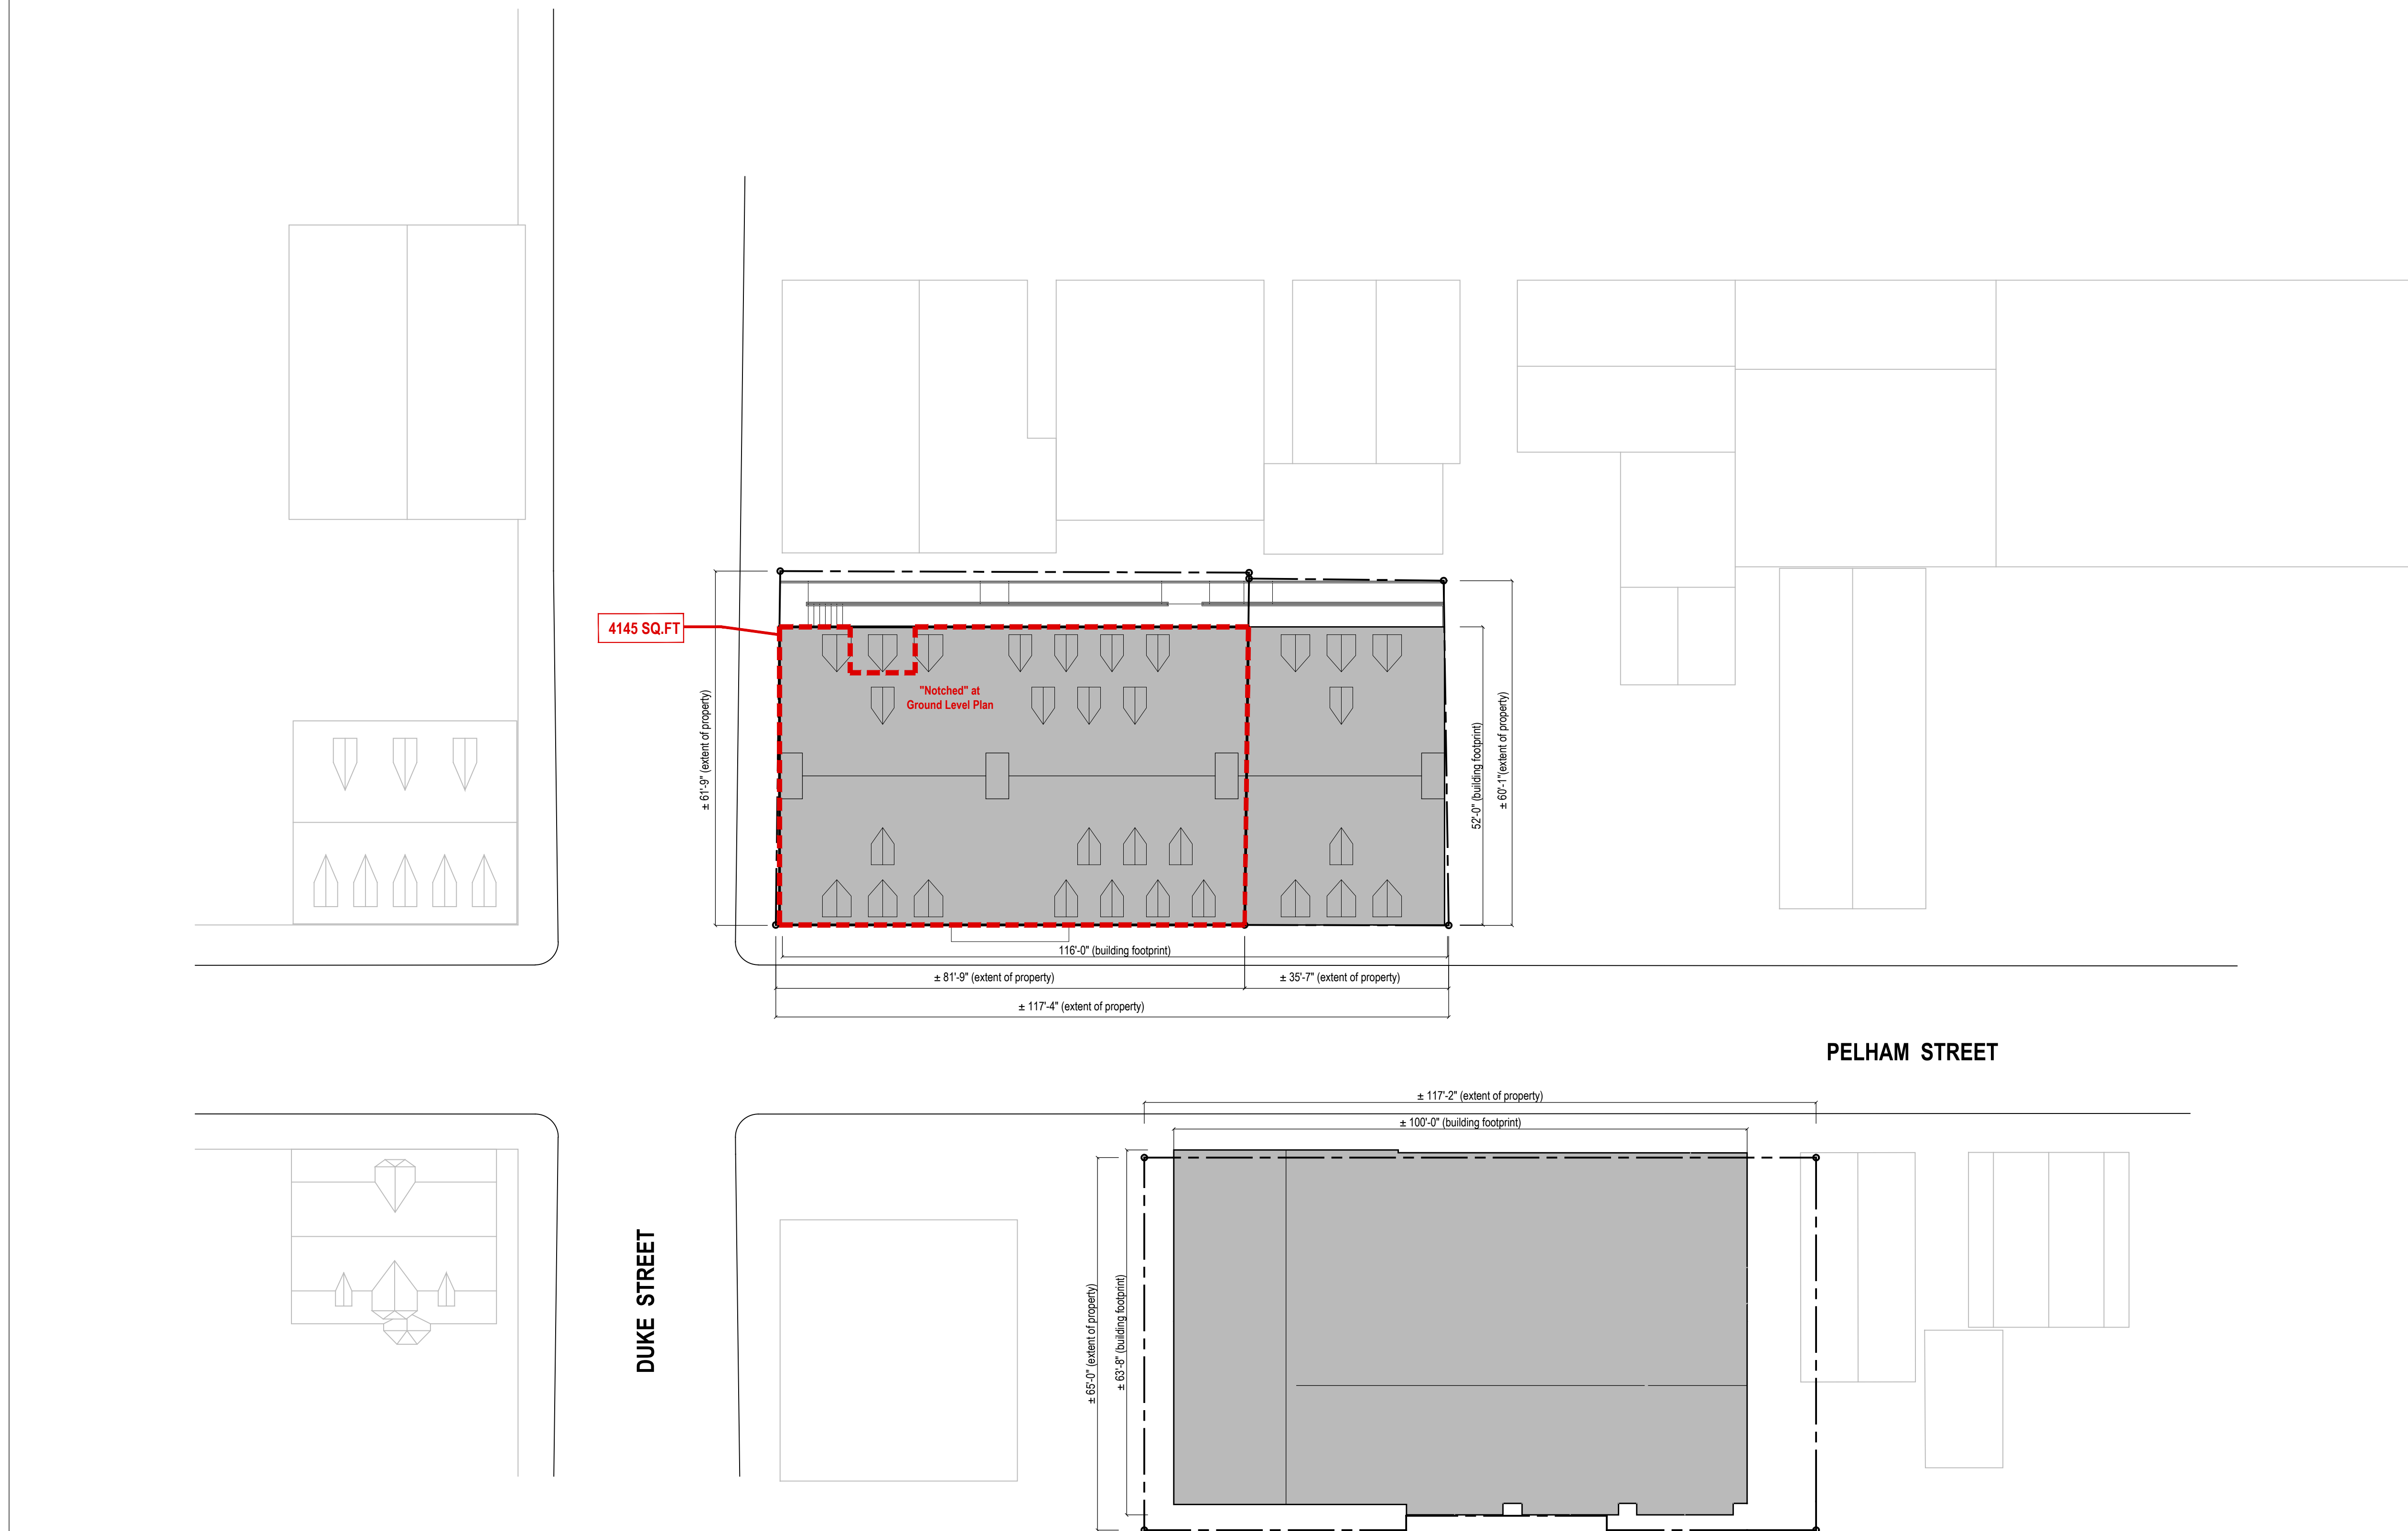 4145 SQ.FT
"Notched" at
Ground Level Plan
± 61'-9" (extent of property)
52'-0" (building footprint)
± 60'-1"(extent of property)
116'-0" (building footprint)
± 81'-9" (extent of property)
± 35'-7" (extent of property)
± 117'-4" (extent of property)
PELHAM STREET
± 117'-2" (extent of property)
± 100'-0" (building footprint)
DUKE STREET
± 65'-0" (extent of property)
± 63'-8" (building footprint)